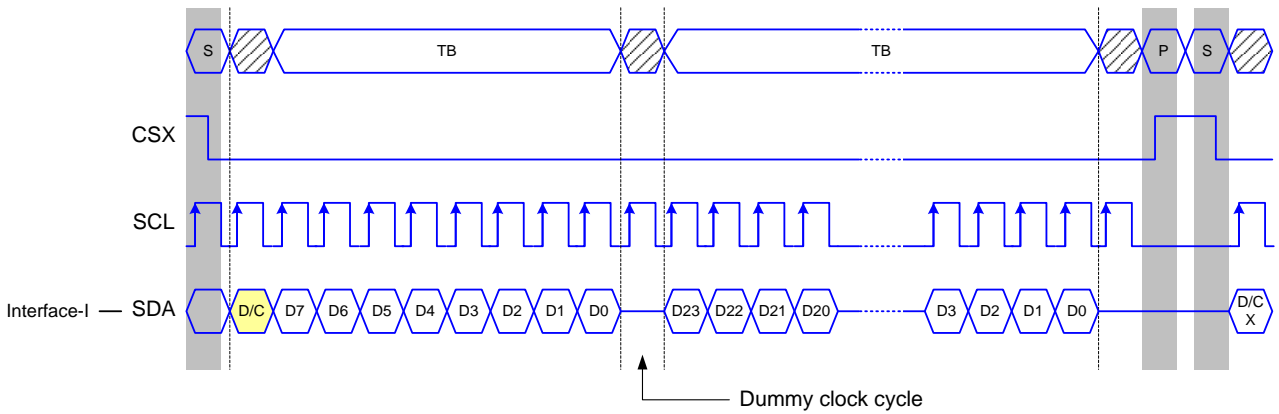 S TB TB P S
CSX
SCL
Interface-I SDA D/C D7 D6 D5 D4 D3 D2 D1 D0 D23 D22 D21 D20 D3 D2 D1 D0 D/C
X
Dummy clock cycle